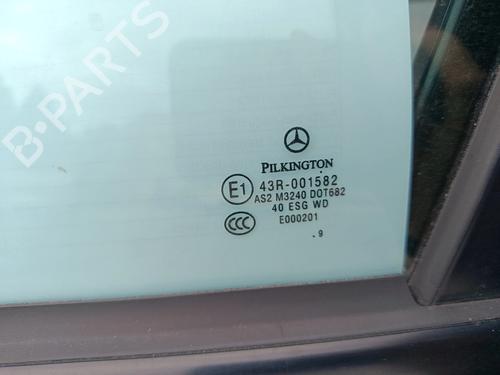 B-PARTS
PILKINGTON
E1 43R-001582
AS2 M3240 DOT682
40 ESG WD
CCC E000201
.9